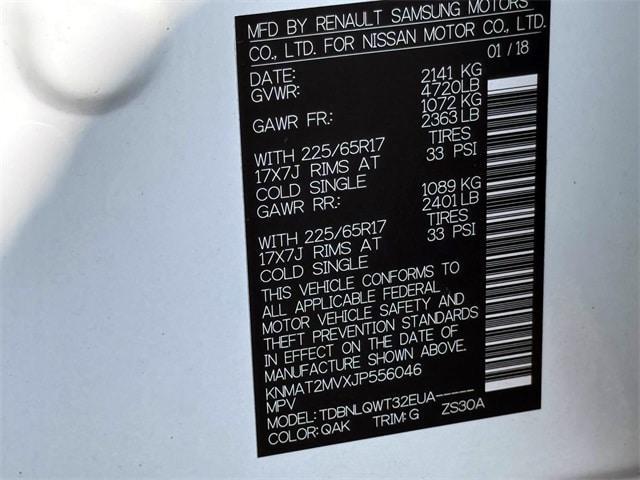 MFD BY RENAULT SAMSUNG MOTORS
CO., LTD. FOR NISSAN MOTOR CO., LTD.
DATE: 01 / 18
GVWR: 2141 KG
4720LB
GAWR FR.: 1072 KG
2363 LB
WITH 225/65R17 TIRES
17X7J RIMS AT 33 PSI
COLD SINGLE
GAWR RR.: 1089 KG
2401 LB
WITH 225/65R17 TIRES
17X7J RIMS AT 33 PSI
COLD SINGLE
THIS VEHICLE CONFORMS TO
ALL APPLICABLE FEDERAL
MOTOR VEHICLE SAFETY AND
THEFT PREVENTION STANDARDS
IN EFFECT ON THE DATE OF
MANUFACTURE SHOWN ABOVE.
KNMAT2MVXJP556046
MPV
MODEL: TDBNLQWT32EUA----
COLOR: QAK TRIM: G ZS30A